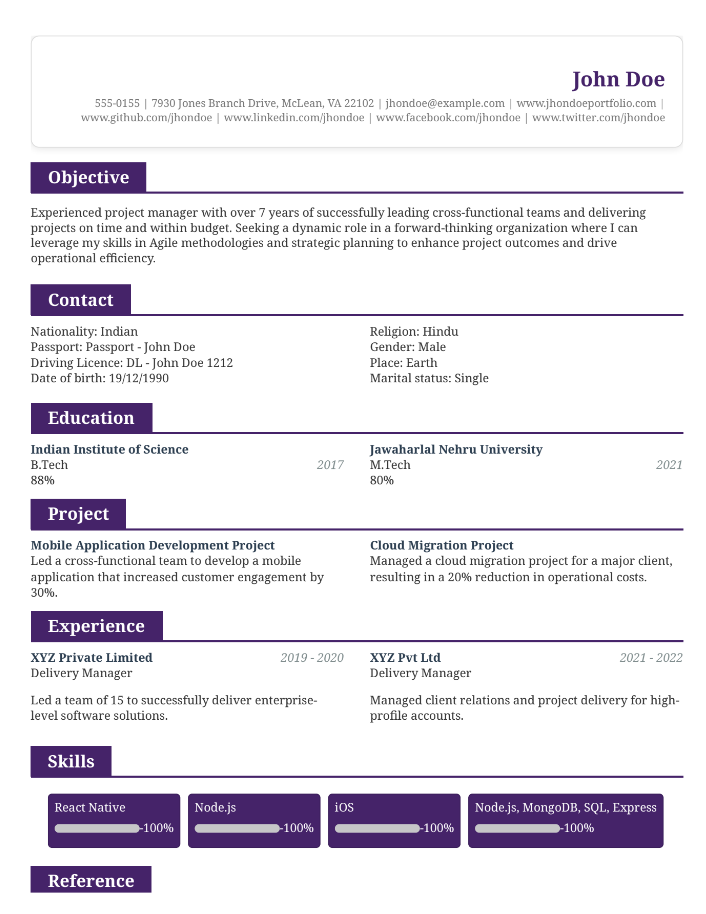 John Doe
555-0155 | 7930 Jones Branch Drive, McLean, VA 22102 | jhondoe@example.com | www.jhondoeportfolio.com |
www.github.com/jhondoe | www.linkedin.com/jhondoe | www.facebook.com/jhondoe | www.twitter.com/jhondoe
Objective
Experienced project manager with over 7 years of successfully leading cross-functional teams and delivering
projects on time and within budget. Seeking a dynamic role in a forward-thinking organization where I can
leverage my skills in Agile methodologies and strategic planning to enhance project outcomes and drive
operational efficiency.
Contact
Nationality: Indian
Passport: Passport - John Doe
Driving Licence: DL - John Doe 1212
Date of birth: 19/12/1990
Religion: Hindu
Gender: Male
Place: Earth
Marital status: Single
Education
Indian Institute of Science
B.Tech 2017
88%
Jawaharlal Nehru University
M.Tech 2021
80%
Project
Mobile Application Development Project
Led a cross-functional team to develop a mobile
application that increased customer engagement by
30%.
Cloud Migration Project
Managed a cloud migration project for a major client,
resulting in a 20% reduction in operational costs.
Experience
XYZ Private Limited 2019 - 2020
Delivery Manager
Led a team of 15 to successfully deliver enterprise-
level software solutions.
XYZ Pvt Ltd 2021 - 2022
Delivery Manager
Managed client relations and project delivery for high-
profile accounts.
Skills
React Native
-100%
Node.js
-100%
iOS
-100%
Node.js, MongoDB, SQL, Express
-100%
Reference